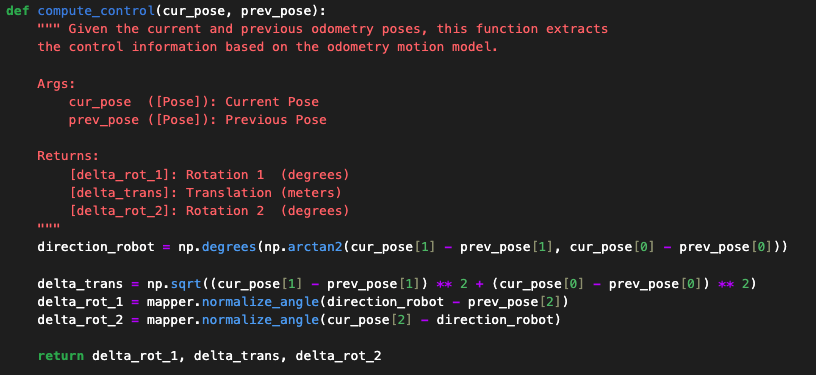 def compute_control(cur_pose, prev_pose):
    """ Given the current and previous odometry poses, this function extracts
    the control information based on the odometry motion model.

    Args:
        cur_pose  ([Pose]): Current Pose
        prev_pose ([Pose]): Previous Pose

    Returns:
        [delta_rot_1]: Rotation 1  (degrees)
        [delta_trans]: Translation (meters)
        [delta_rot_2]: Rotation 2  (degrees)
    """
    direction_robot = np.degrees(np.arctan2(cur_pose[1] - prev_pose[1], cur_pose[0] - prev_pose[0]))

    delta_trans = np.sqrt((cur_pose[1] - prev_pose[1]) ** 2 + (cur_pose[0] - prev_pose[0]) ** 2)
    delta_rot_1 = mapper.normalize_angle(direction_robot - prev_pose[2])
    delta_rot_2 = mapper.normalize_angle(cur_pose[2] - direction_robot)

    return delta_rot_1, delta_trans, delta_rot_2